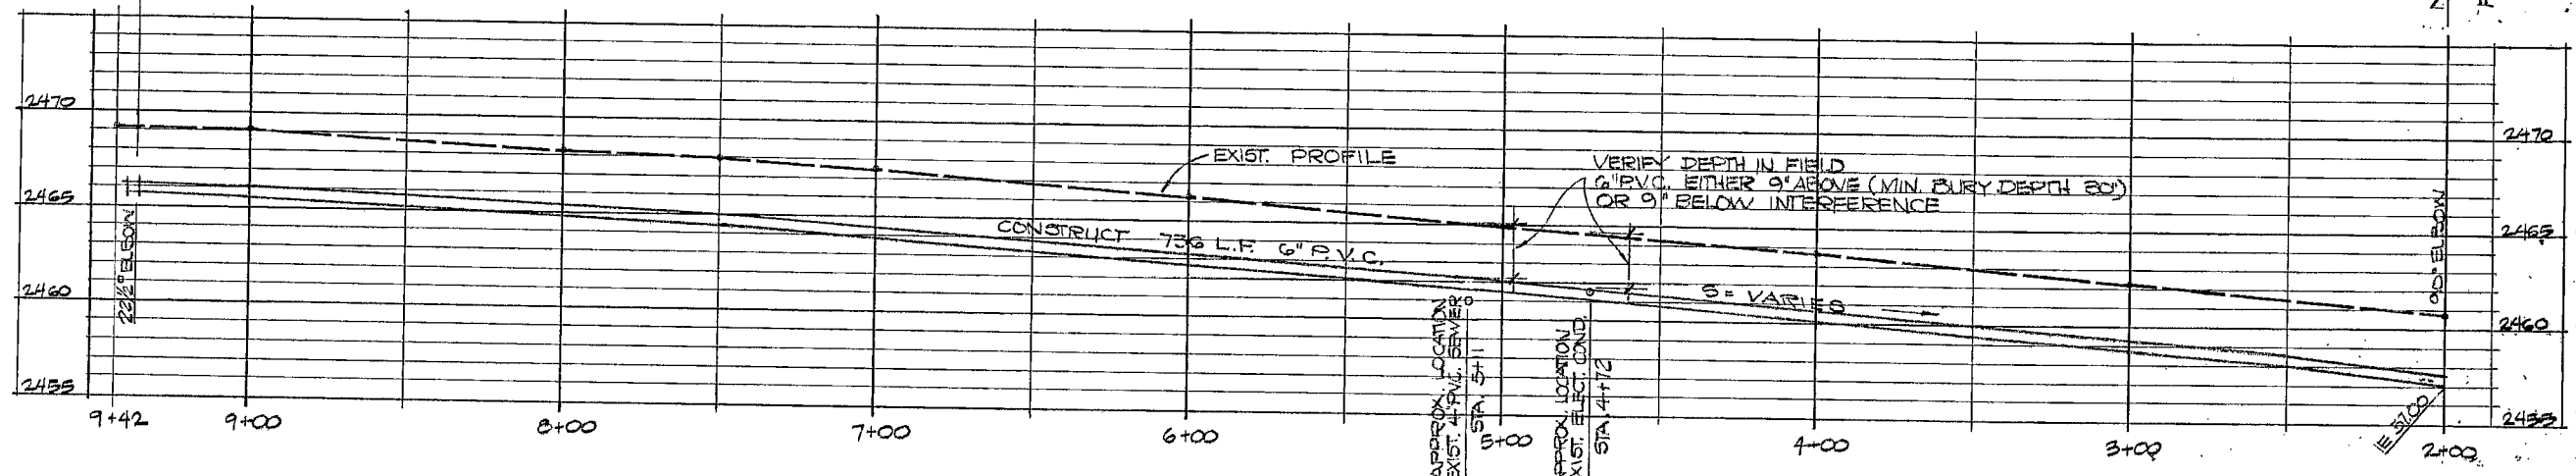 2470
2465
2460
2455
22½° ELBOW
EXIST. PROFILE
CONSTRUCT 736 L.F. 6" P.V.C.
VERIFY DEPTH IN FIELD
6" P.V.C. EITHER 9" ABOVE (MIN. BURY DEPTH 30")
OR 9" BELOW INTERFERENCE
S = VARIES
APPROX. LOCATION
EXIST. 4" P.V.C. SEWER
STA. 5+11
APPROX. LOCATION
EXIST. ELECT. COND.
STA. 4+72
90° ELBOW
IE 57.00
2470
2465
2460
2455
9+42
9+00
8+00
7+00
6+00
5+00
4+00
3+00
2+00